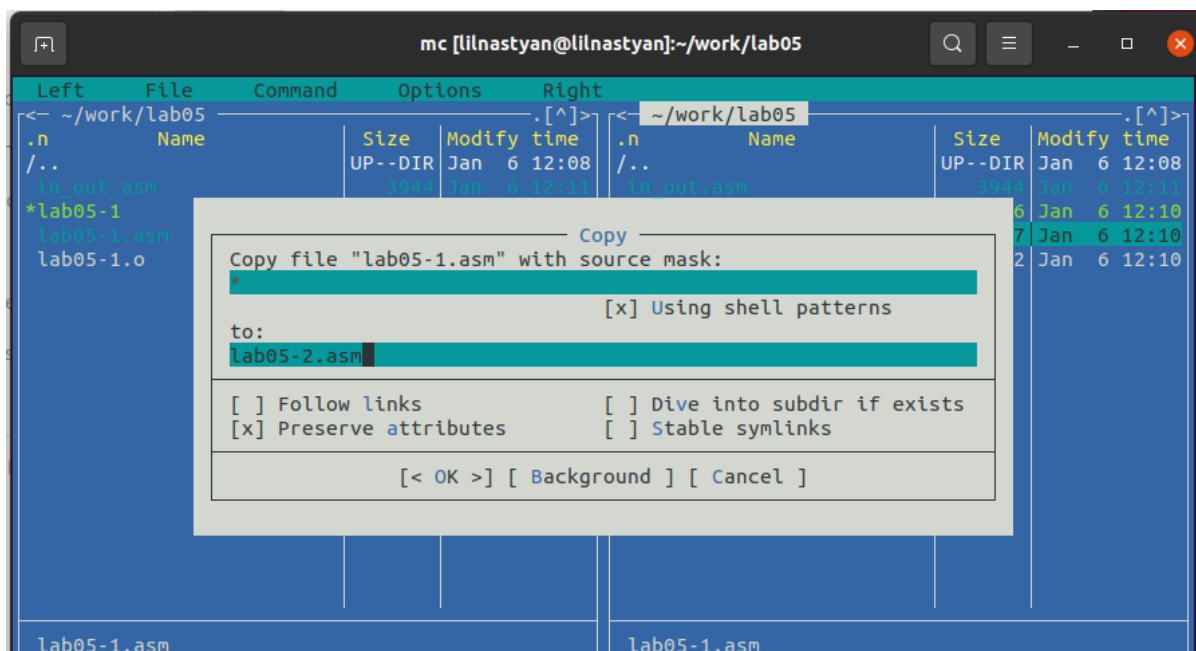 mc [lilnastyan@lilnastyan]:~/work/lab05
Left File Command Options Right
<— ~/work/lab05 .[^]> <— ~/work/lab05 .[^]>
.n Name Size Modify time .n Name Size Modify time
/.. UP--DIR Jan 6 12:08 /.. UP--DIR Jan 6 12:08
in_out.asm 3944 Jan 6 12:11 in_out.asm 3944 Jan 6 12:11
*lab05-1 6 Jan 6 12:10
lab05-1.asm Copy 7 Jan 6 12:10
lab05-1.o Copy file "lab05-1.asm" with source mask: 2 Jan 6 12:10
*
[x] Using shell patterns
to:
lab05-2.asm
[ ] Follow links [ ] Dive into subdir if exists
[x] Preserve attributes [ ] Stable symlinks
[< OK >] [ Background ] [ Cancel ]
lab05-1.asm lab05-1.asm